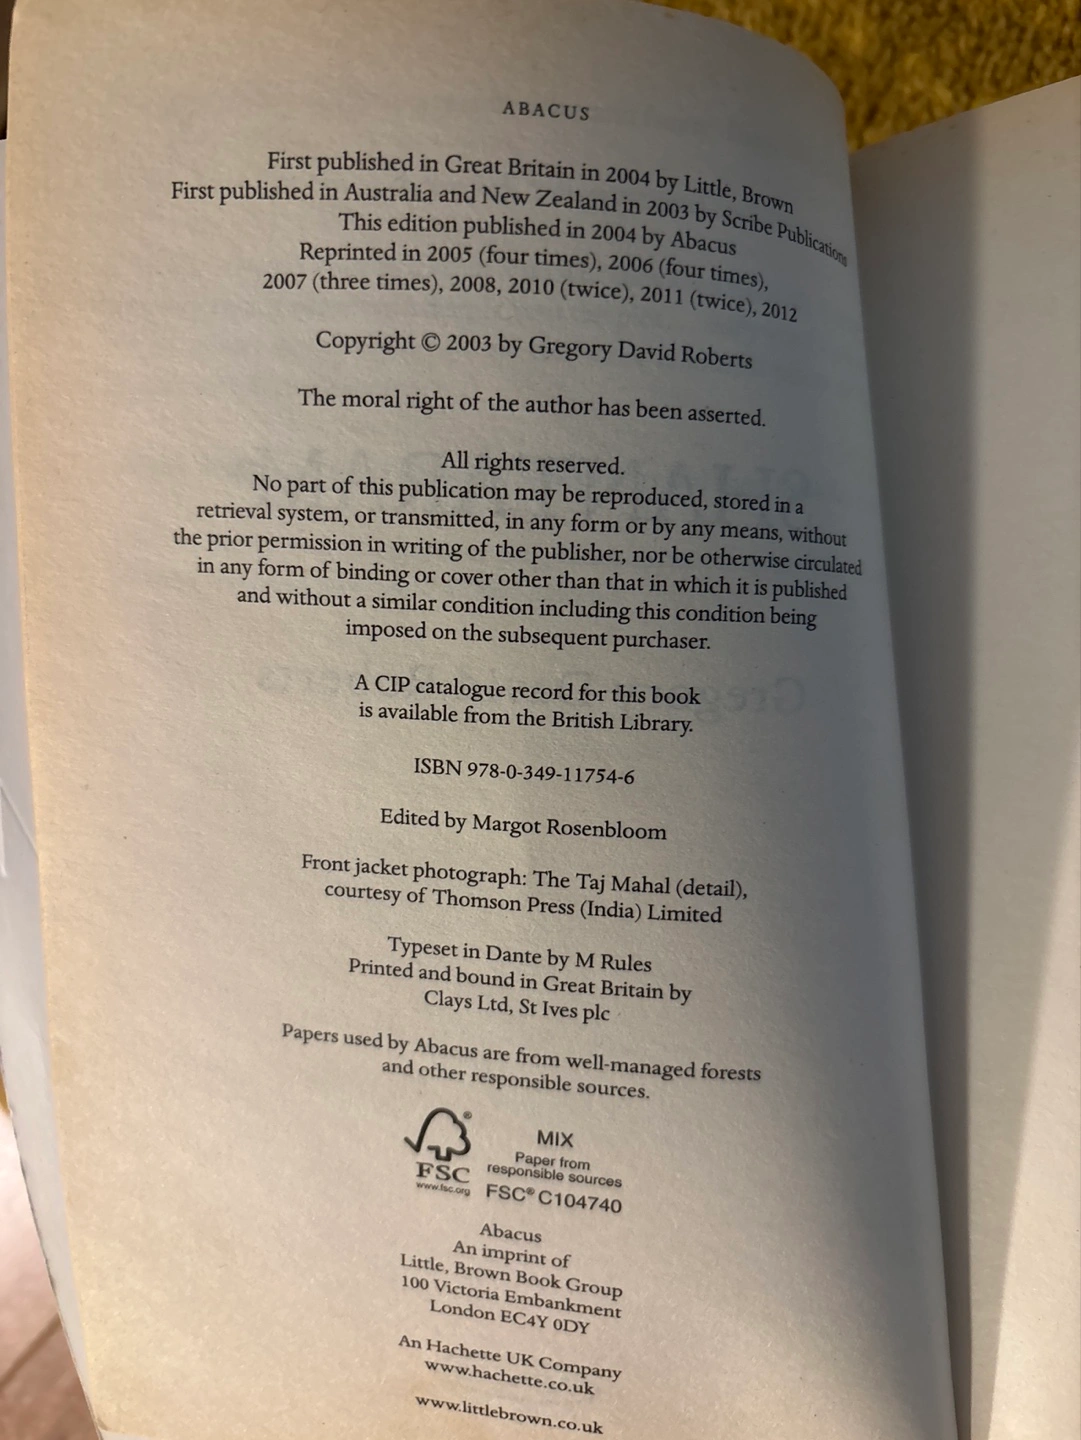 ABACUS
First published in Great Britain in 2004 by Little, Brown
First published in Australia and New Zealand in 2003 by Scribe Publications
This edition published in 2004 by Abacus
Reprinted in 2005 (four times), 2006 (four times),
2007 (three times), 2008, 2010 (twice), 2011 (twice), 2012
Copyright © 2003 by Gregory David Roberts
The moral right of the author has been asserted.
All rights reserved.
No part of this publication may be reproduced, stored in a
retrieval system, or transmitted, in any form or by any means, without
the prior permission in writing of the publisher, nor be otherwise circulated
in any form of binding or cover other than that in which it is published
and without a similar condition including this condition being
imposed on the subsequent purchaser.
A CIP catalogue record for this book
is available from the British Library.
ISBN 978-0-349-11754-6
Edited by Margot Rosenbloom
Front jacket photograph: The Taj Mahal (detail),
courtesy of Thomson Press (India) Limited
Typeset in Dante by M Rules
Printed and bound in Great Britain by
Clays Ltd, St Ives plc
Papers used by Abacus are from well-managed forests
and other responsible sources.
®
FSC
www.fsc.org
MIX
Paper from
responsible sources
FSC® C104740
Abacus
An imprint of
Little, Brown Book Group
100 Victoria Embankment
London EC4Y 0DY
An Hachette UK Company
www.hachette.co.uk
www.littlebrown.co.uk